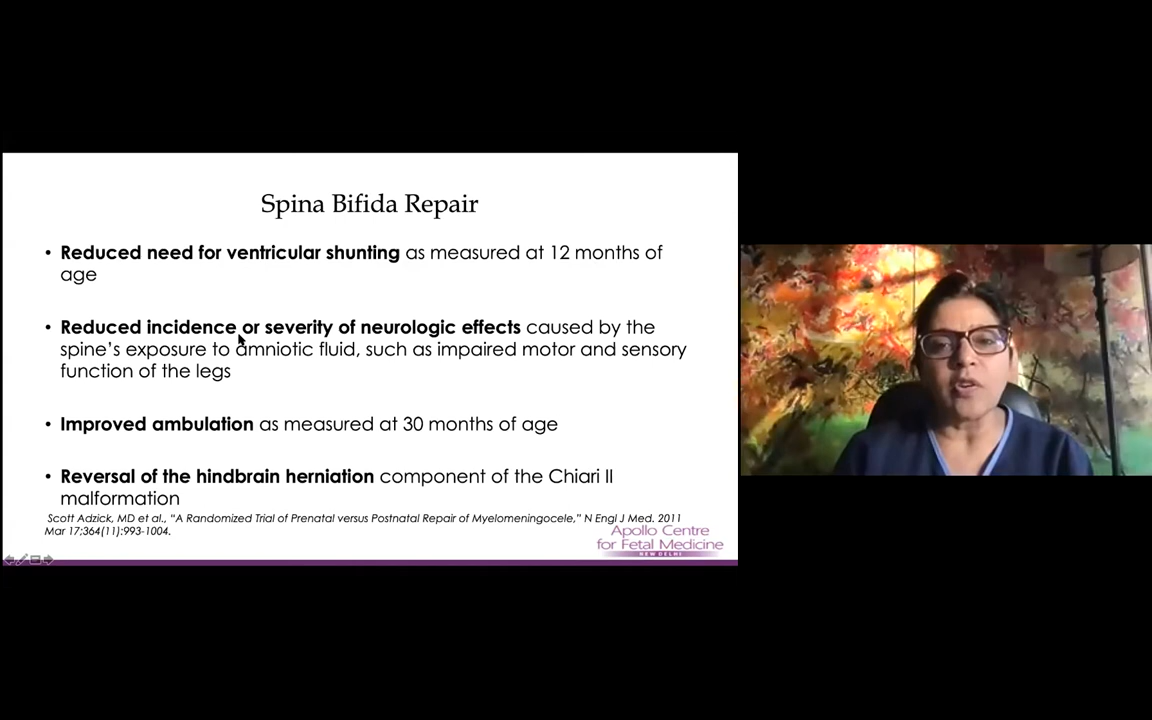 Spina Bifida Repair
• Reduced need for ventricular shunting as measured at 12 months of
age
• Reduced incidence or severity of neurologic effects caused by the
spine's exposure to amniotic fluid, such as impaired motor and sensory
function of the legs
• Improved ambulation as measured at 30 months of age
• Reversal of the hindbrain herniation component of the Chiari II
malformation
Scott Adzick, MD et al., “A Randomized Trial of Prenatal versus Postnatal Repair of Myelomeningocele,” N Engl J Med. 2011
Mar 17;364(11):993-1004.
Apollo Centre
for Fetal Medicine
NEW DELHI